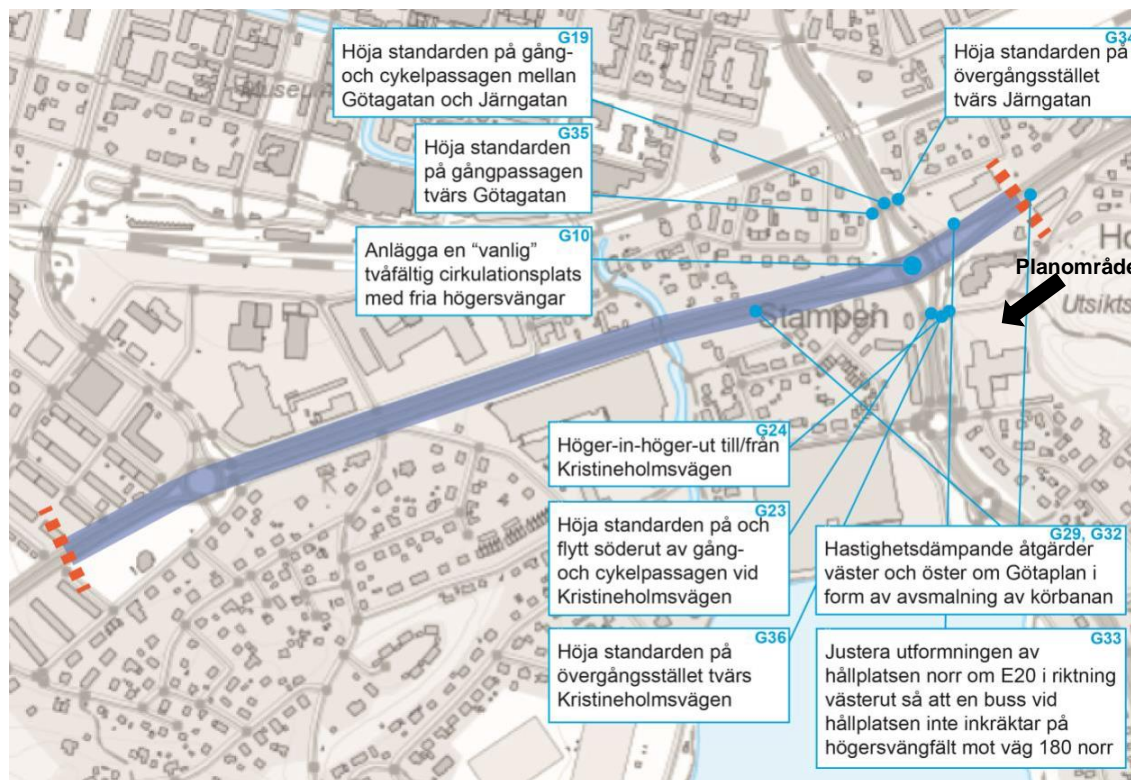 G19
Höja standarden på gång-
och cykelpassagen mellan
Götagatan och Järngatan
G34
Höja standarden på
övergångsstället
tvärs Järngatan
G35
Höja standarden
på gångpassagen
tvärs Götagatan
G10
Anlägga en “vanlig”
tvåfältig cirkulationsplats
med fria högersvängar
Planområde
Utsikts
Ho
Stampen
G24
Höger-in-höger-ut till/från
Kristineholmsvägen
G23
Höja standarden på och
flytt söderut av gång-
och cykelpassagen vid
Kristineholmsvägen
G36
Höja standarden på
övergångsstället tvärs
Kristineholmsvägen
G29, G32
Hastighetsdämpande åtgärder
väster och öster om Götaplan i
form av avsmalning av körbanan
G33
Justera utformningen av
hållplatsen norr om E20 i riktning
västerut så att en buss vid
hållplatsen inte inkräktar på
högersvängfält mot väg 180 norr